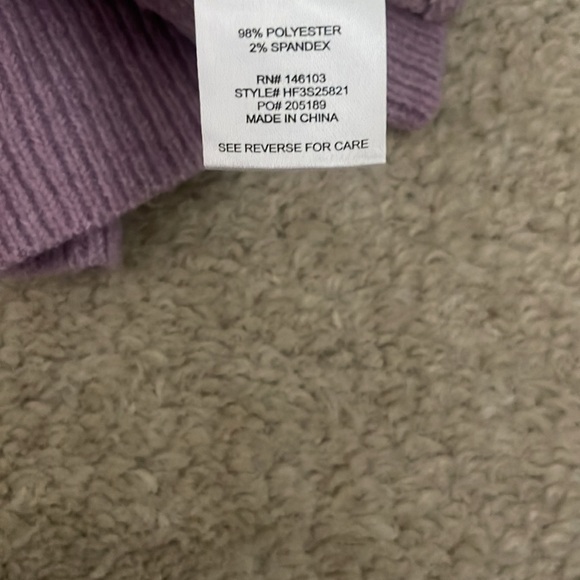 98% POLYESTER
2% SPANDEX
RN# 146103
STYLE# HF3S25821
PO# 205189
MADE IN CHINA
SEE REVERSE FOR CARE